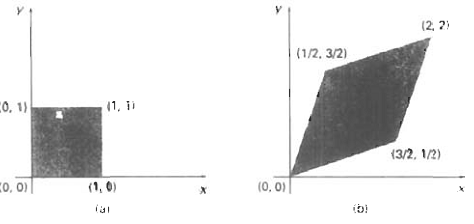 y
(0, 1)
(1, 1)
(0, 0)
(1, 0)
x
(a)
y
(2, 2)
(1/2, 3/2)
(3/2, 1/2)
(0, 0)
x
(b)